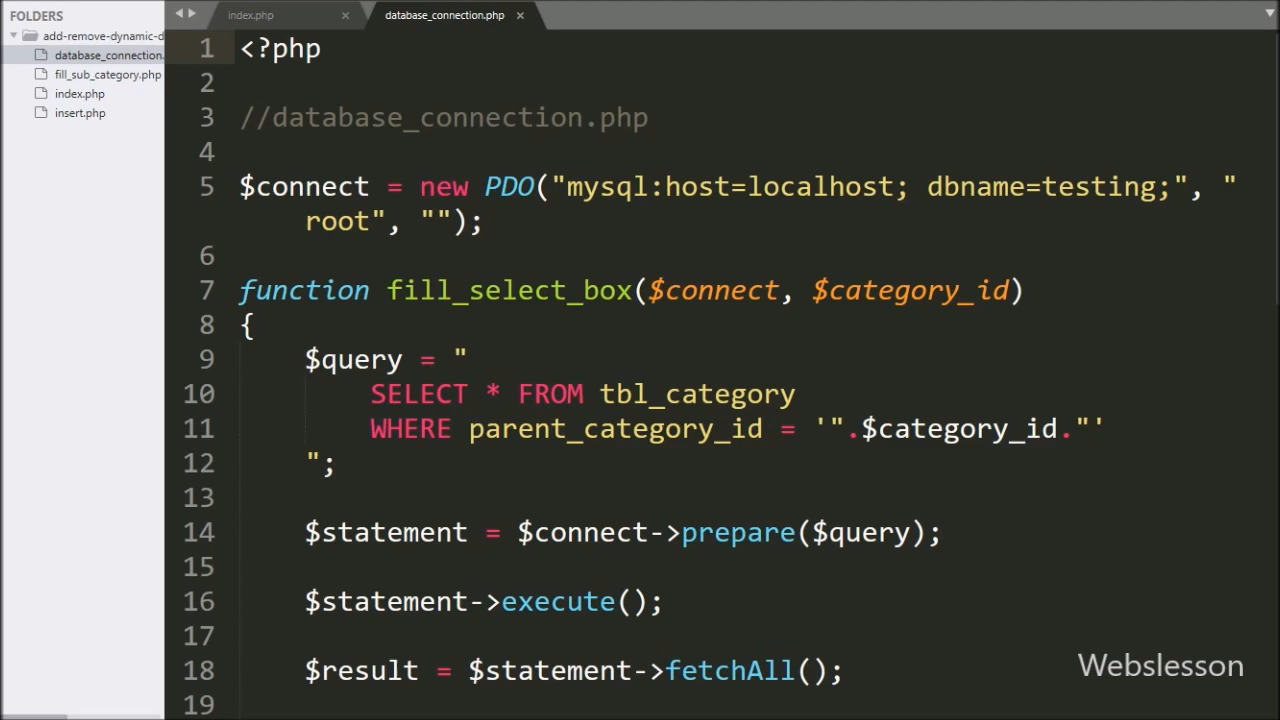 FOLDERS
add-remove-dynamic-d
database_connection.
fill_sub_category.php
index.php
insert.php
index.php
database_connection.php
1 <?php
2
3 //database_connection.php
4
5 $connect = new PDO("mysql:host=localhost; dbname=testing;", "
root", "");
6
7 function fill_select_box($connect, $category_id)
8 {
9 $query = "
10 SELECT * FROM tbl_category
11 WHERE parent_category_id = '".$category_id."'
12 ";
13
14 $statement = $connect->prepare($query);
15
16 $statement->execute();
17
18 $result = $statement->fetchAll();
19
Webslesson